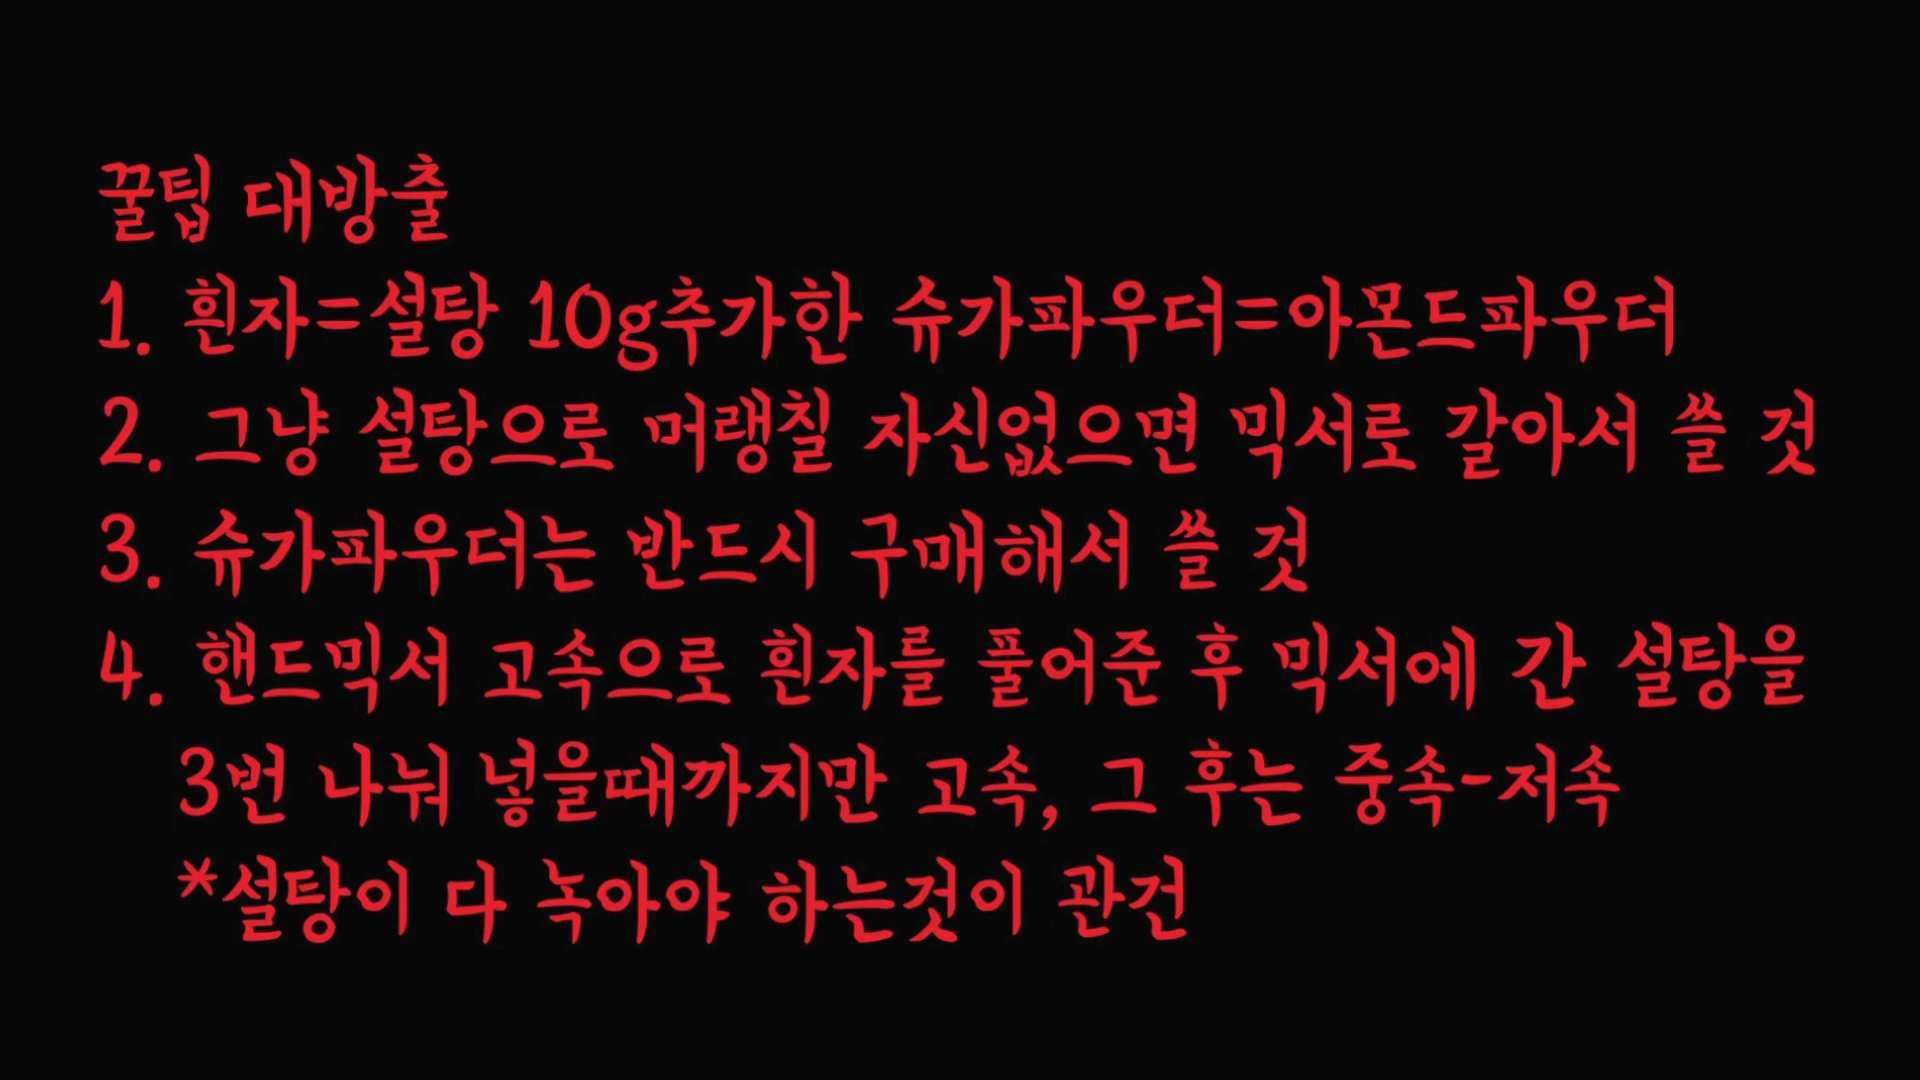 꿀팁 대방출
1. 흰자=설탕 10g추가한 슈가파우더=아몬드파우더
2. 그냥 설탕으로 머랭칠 자신없으면 믹서로 갈아서 쓸 것
3. 슈가파우더는 반드시 구매해서 쓸 것
4. 핸드믹서 고속으로 흰자를 풀어준 후 믹서에 간 설탕을
3번 나눠 넣을때까지만 고속, 그 후는 중속-저속
*설탕이 다 녹아야 하는것이 관건